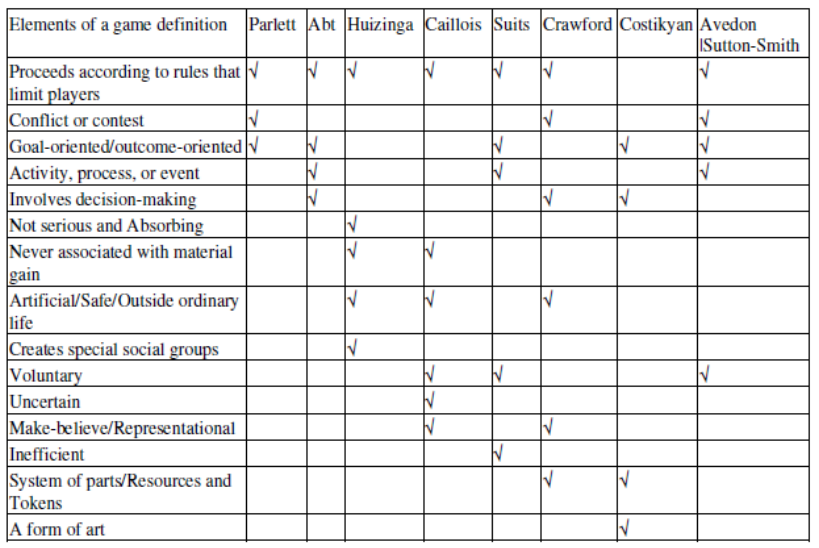 Elements of a game definition Parlett Abt Huizinga Caillois Suits Crawford Costikyan Avedon
|Sutton-Smith
Proceeds according to rules that √ √ √ √ √ √ √
limit players
Conflict or contest √ √ √
Goal-oriented/outcome-oriented √ √ √ √ √
Activity, process, or event √ √ √
Involves decision-making √ √ √
Not serious and Absorbing √
Never associated with material √ √
gain
Artificial/Safe/Outside ordinary √ √ √
life
Creates special social groups √
Voluntary √ √ √
Uncertain √
Make-believe/Representational √ √
Inefficient √
System of parts/Resources and √ √
Tokens
A form of art √